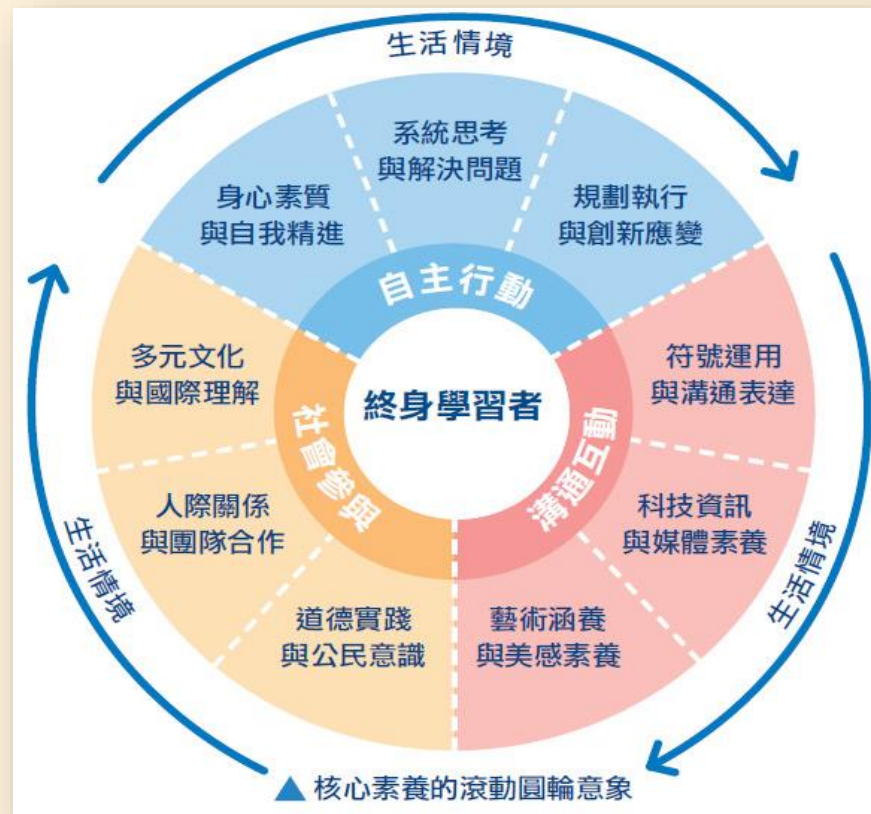 生活情境
系統思考
與解決問題
身心素質
與自我精進
規劃執行
與創新應變
自主行動
多元文化
與國際理解
符號運用
與溝通表達
終身學習者
社會參與
溝通互動
人際關係
與團隊合作
科技資訊
與媒體素養
生活情境
生活情境
道德實踐
與公民意識
藝術涵養
與美感素養
▲ 核心素養的滾動圓輪意象